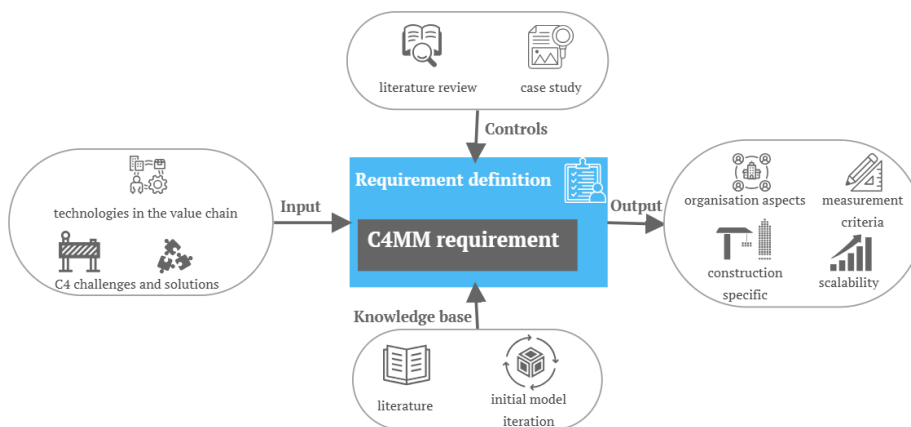 literature review
case study
Controls
technologies in the value chain
C4 challenges and solutions
Input
Requirement definition
C4MM requirement
Output
organisation aspects
measurement
criteria
construction
specific
scalability
Knowledge base
literature
initial model
iteration